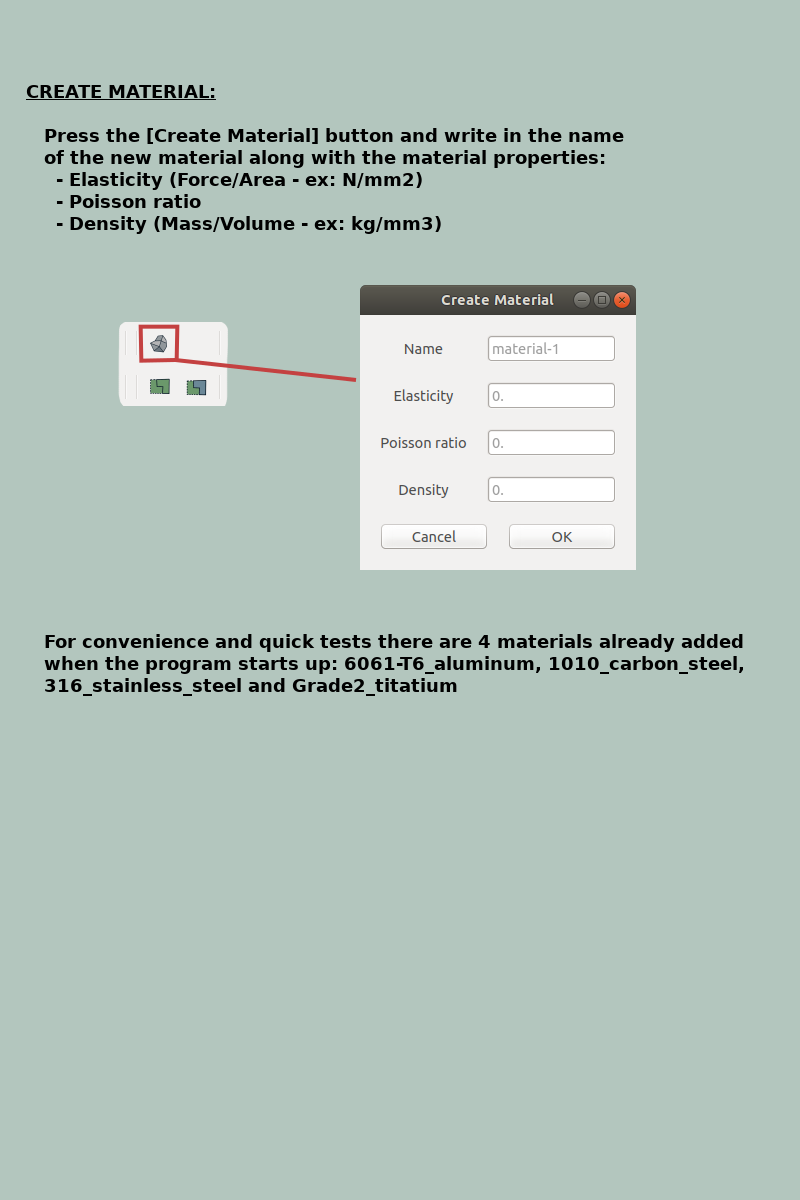 CREATE MATERIAL:
Press the [Create Material] button and write in the name
of the new material along with the material properties:
- Elasticity (Force/Area - ex: N/mm2)
- Poisson ratio
- Density (Mass/Volume - ex: kg/mm3)
Create Material
Name
material-1
Elasticity
0.
Poisson ratio
0.
Density
0.
Cancel
OK
For convenience and quick tests there are 4 materials already added
when the program starts up: 6061-T6_aluminum, 1010_carbon_steel,
316_stainless_steel and Grade2_titatium